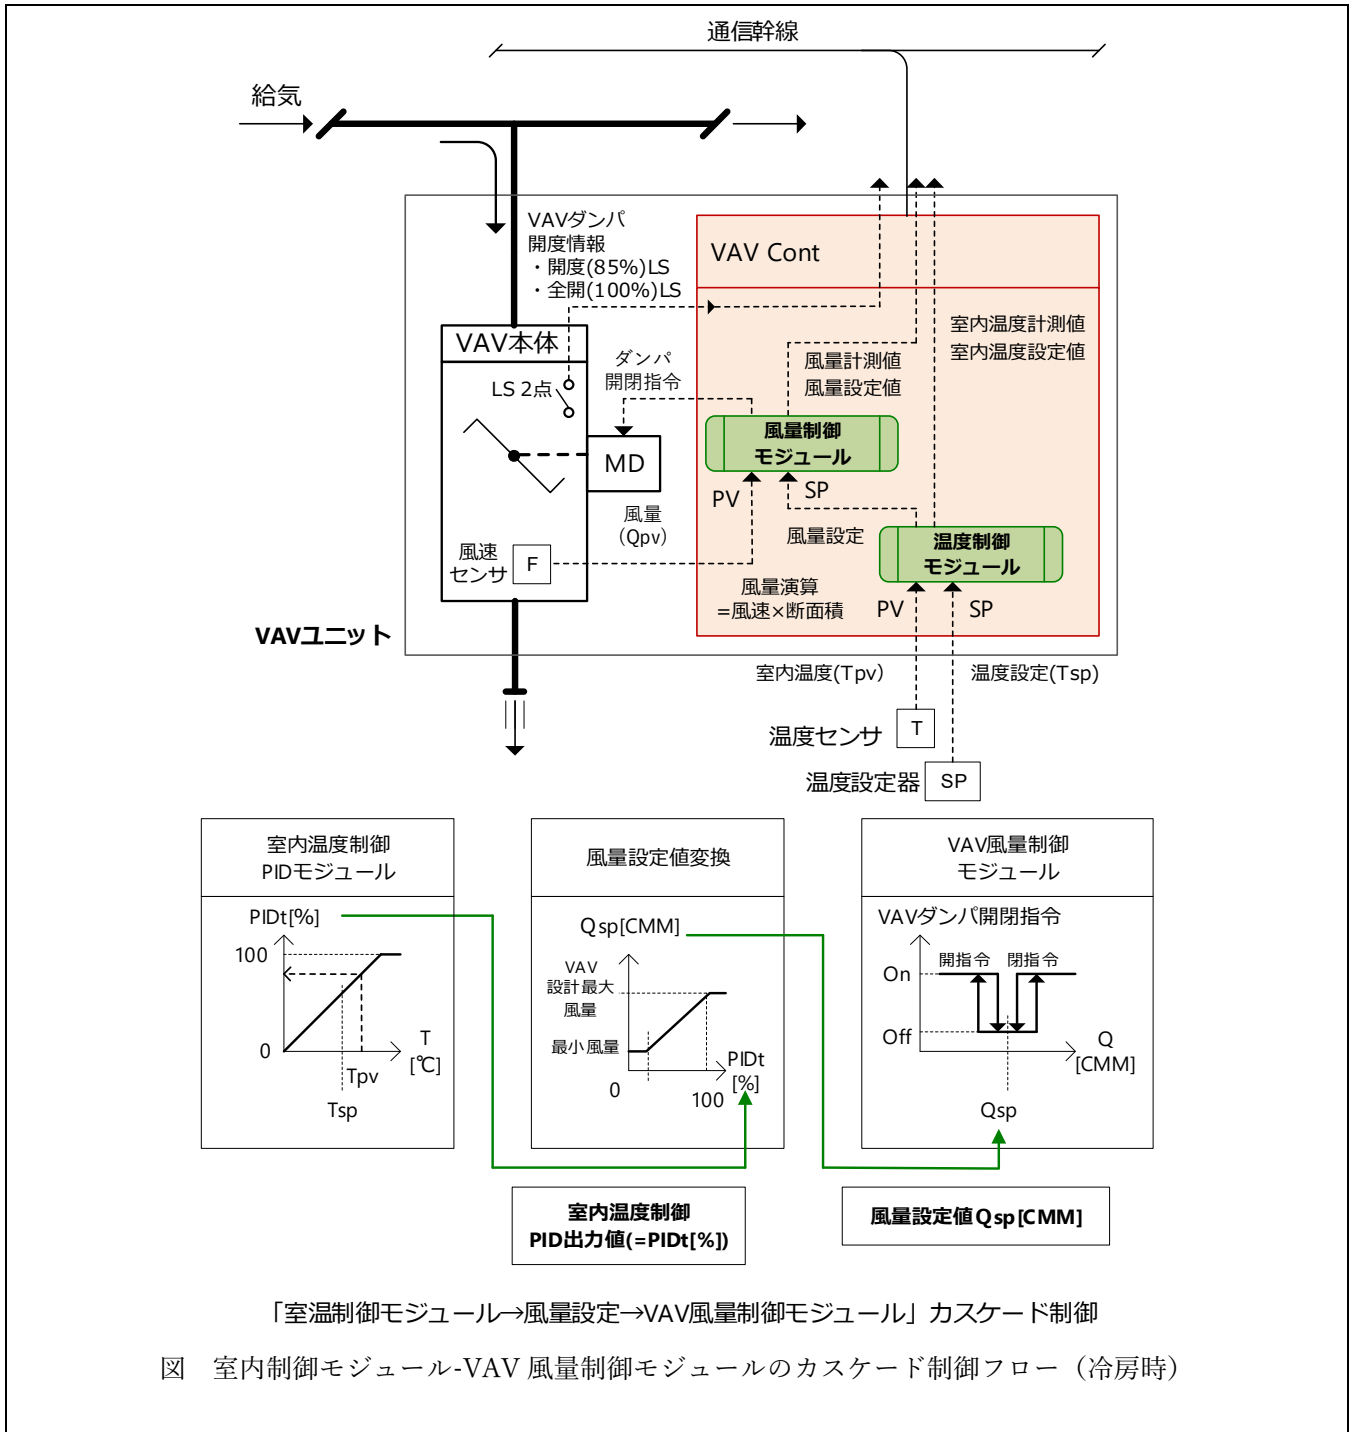 通信幹線
給気
VAVダンパ
開度情報
・開度(85%)LS
・全開(100%)LS
VAV Cont
室内温度計測値
室内温度設定値
VAV本体
LS 2点
ダンパ
開閉指令
風量計測値
風量設定値
風量制御
モジュール
MD
PV
SP
風量
（Qpv）
風量設定
温度制御
モジュール
風速
センサ
F
風量演算
=風速×断面積
PV
SP
VAVユニット
室内温度(Tpv）
温度設定(Tsp)
温度センサ
T
温度設定器
SP
室内温度制御
PIDモジュール
PIDt[%]
100
0
T
[℃]
Tpv
Tsp
風量設定値変換
Qsp[CMM]
VAV
設計最大
風量
最小風量
0
100
PIDt
[%]
VAV風量制御
モジュール
VAVダンパ開閉指令
開指令
閉指令
On
Off
Q
[CMM]
Qsp
室内温度制御
PID出力値(=PIDt[%])
風量設定値Qsp[CMM]
「室温制御モジュール→風量設定→VAV風量制御モジュール」カスケード制御
図　室内制御モジュール-VAV 風量制御モジュールのカスケード制御フロー（冷房時）